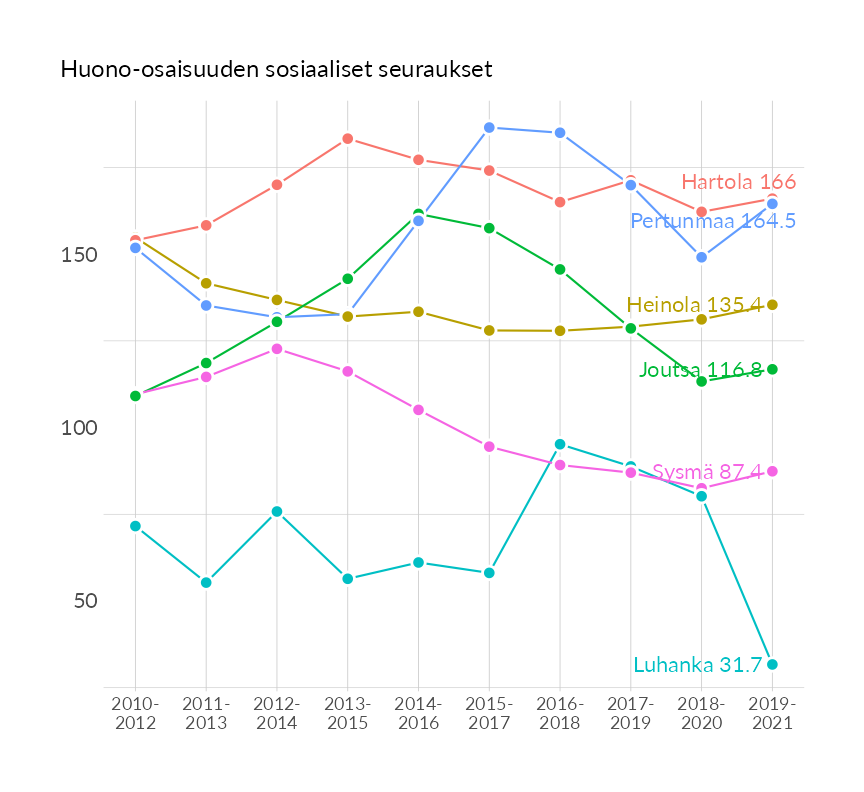 Huono-osaisuuden sosiaaliset seuraukset
Hartola 166
Pertunmaa 164.5
150
Heinola 135.4
Joutsa 116.8
100
Sysmä 87.4
50
Luhanka 31.7
2010- 2011- 2012- 2013- 2014- 2015- 2016- 2017- 2018- 2019-
2012 2013 2014 2015 2016 2017 2018 2019 2020 2021